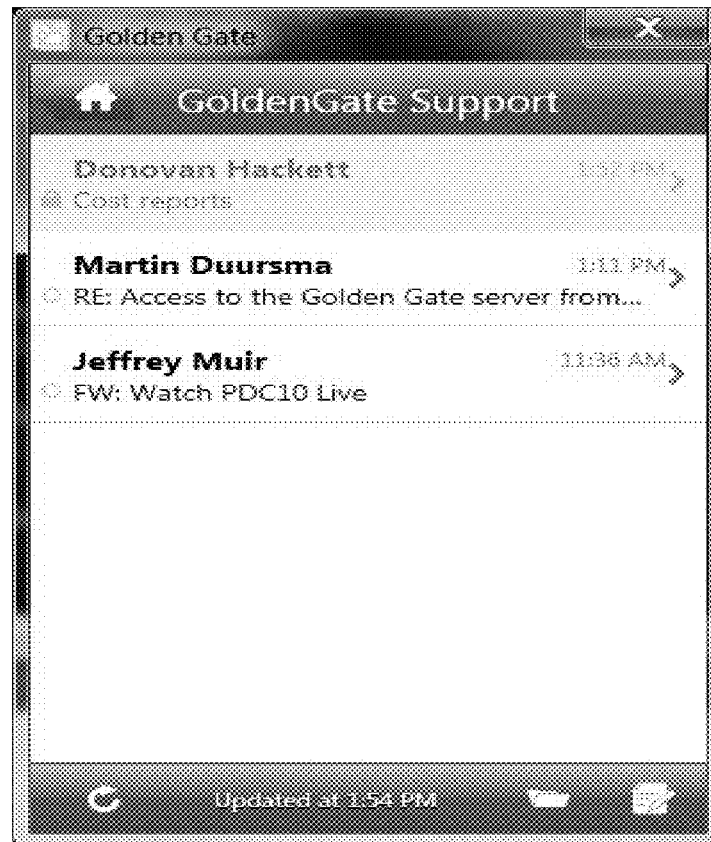 Golden Gate
GoldenGate Support
Donovan Hackett
Cost reports
Martin Duursma 1:11 PM
RE: Access to the Golden Gate server from...
Jeffrey Muir 11:36 AM
FW: Watch PDC10 Live
Updated at 1:54 PM